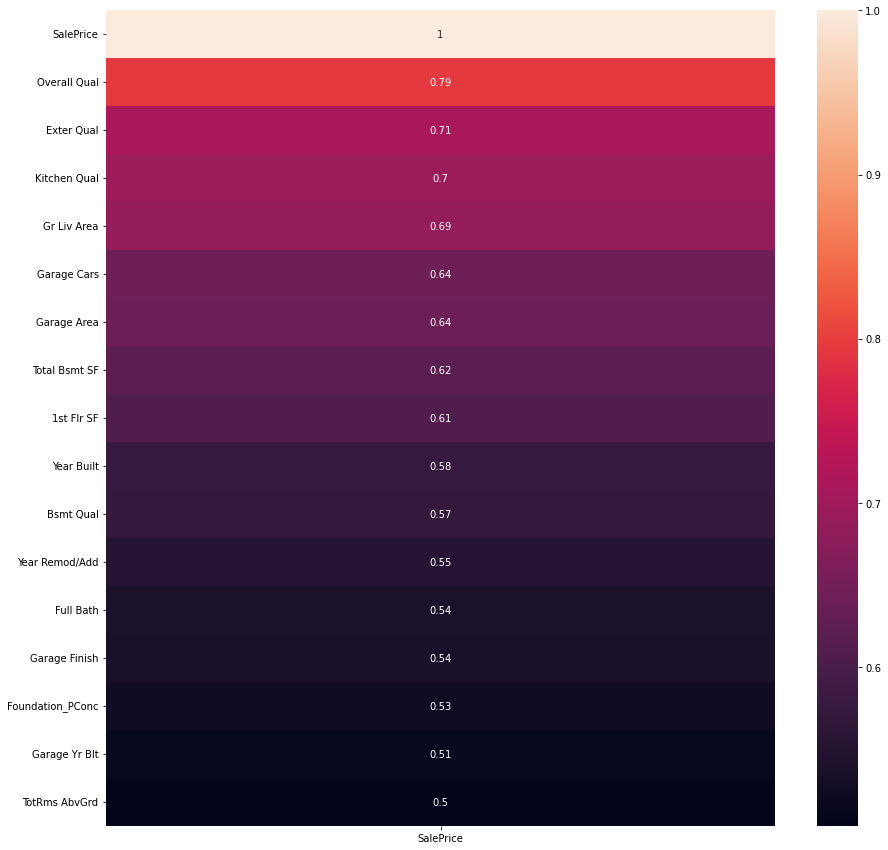 SalePrice 1
Overall Qual 0.79
Exter Qual 0.71
Kitchen Qual 0.7
Gr Liv Area 0.69
Garage Cars 0.64
Garage Area 0.64
Total Bsmt SF 0.62
1st Flr SF 0.61
Year Built 0.58
Bsmt Qual 0.57
Year Remod/Add 0.55
Full Bath 0.54
Garage Finish 0.54
Foundation_PConc 0.53
Garage Yr Blt 0.51
TotRms AbvGrd 0.5
SalePrice
1.0
0.9
0.8
0.7
0.6